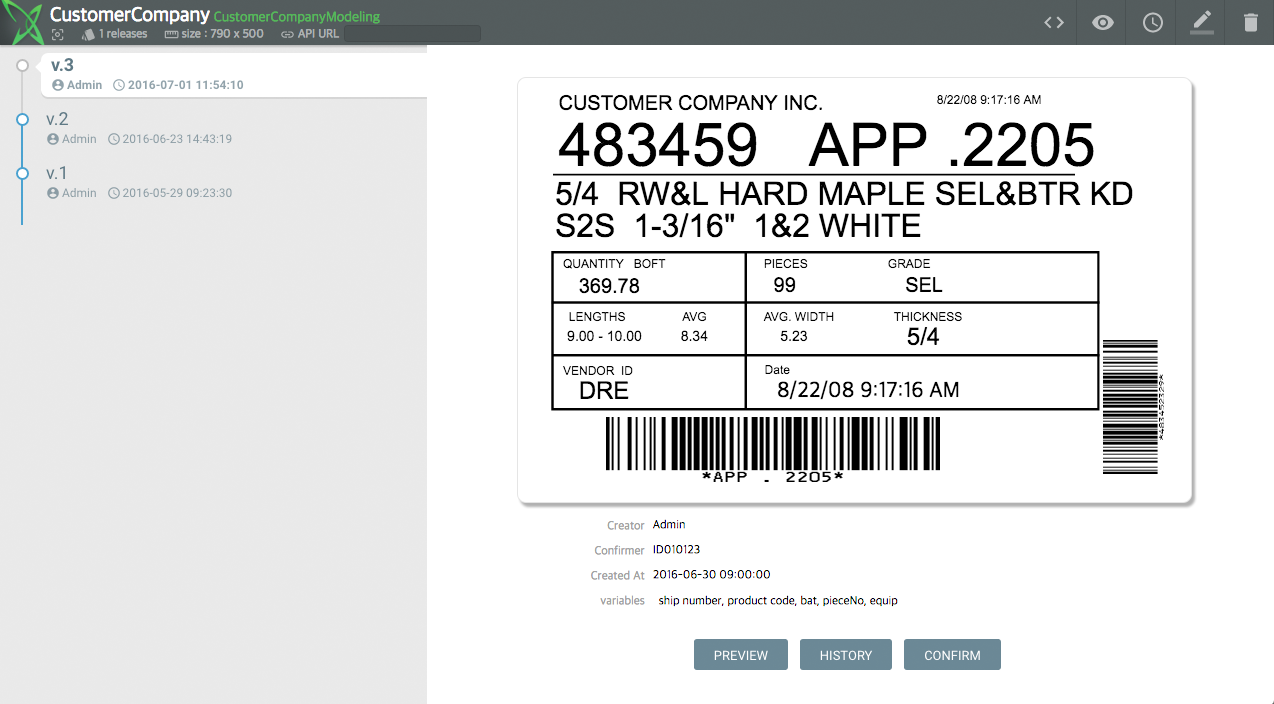 CustomerCompany CustomerCompanyModeling
1 releases size : 790 x 500 API URL
v.3
Admin 2016-07-01 11:54:10
v.2
Admin 2016-06-23 14:43:19
v.1
Admin 2016-05-29 09:23:30
CUSTOMER COMPANY INC. 8/22/08 9:17:16 AM
483459 APP .2205
5/4 RW&L HARD MAPLE SEL&BTR KD
S2S 1-3/16" 1&2 WHITE
QUANTITY BOFT PIECES GRADE
369.78 99 SEL
LENGTHS AVG AVG. WIDTH THICKNESS
9.00 - 10.00 8.34 5.23 5/4
VENDOR ID Date
DRE 8/22/08 9:17:16 AM
*APP . 2205*
Creator Admin
Confirmer ID010123
Created At 2016-06-30 09:00:00
variables ship number, product code, bat, pieceNo, equip
PREVIEW HISTORY CONFIRM